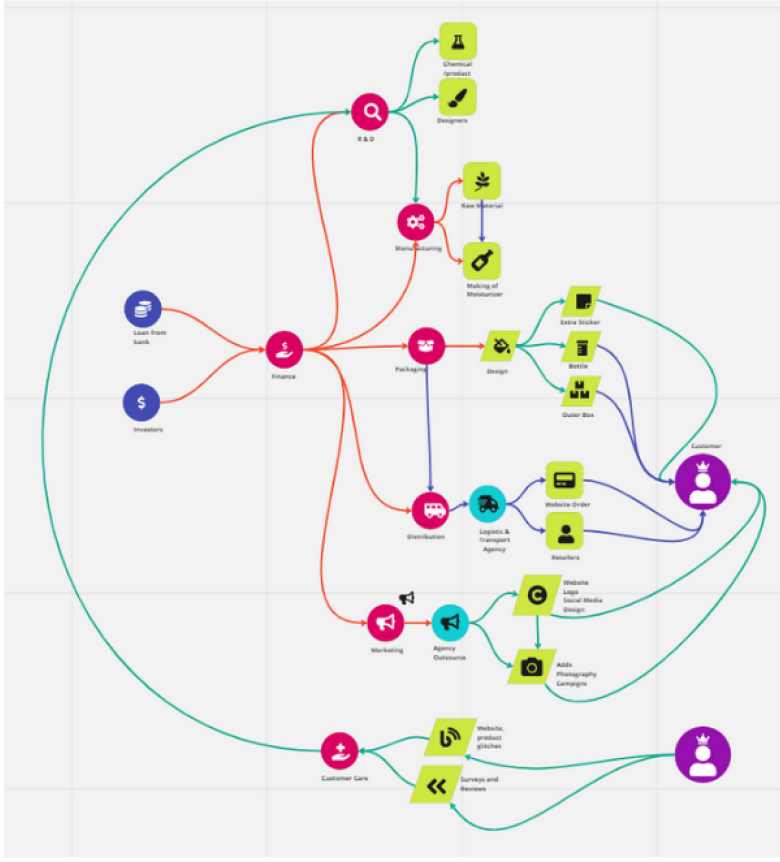 Chemical
/product
Designers
R & D
Raw Material
Manufacturing
Making of
Moisturizer
Loan from
bank
Finance
Investors
Packaging
Design
Extra Sticker
Bottle
Outer Box
Customer
Distribution
Logistic &
Transport
Agency
Website Order
Retailers
Marketing
Agency
Outsource
Website
Logo
Social Media
Design
Adds
Photography
Campigns
Customer Care
Website,
product
glitches
Surveys and
Reviews